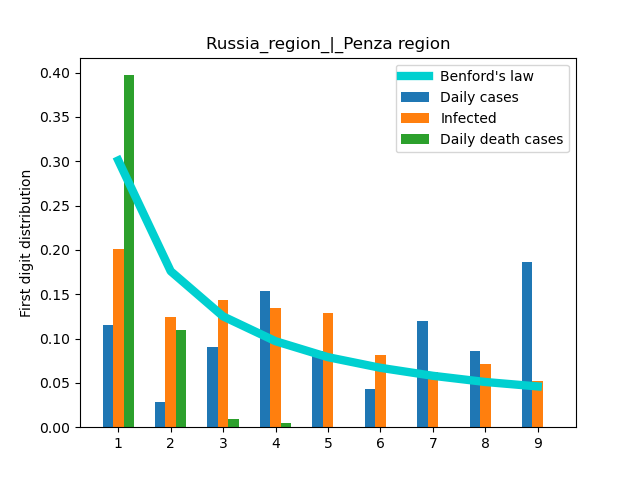 Russia_region_|_Penza region
Benford's law
Daily cases
Infected
Daily death cases
First digit distribution
0.40
0.35
0.30
0.25
0.20
0.15
0.10
0.05
0.00
1 2 3 4 5 6 7 8 9